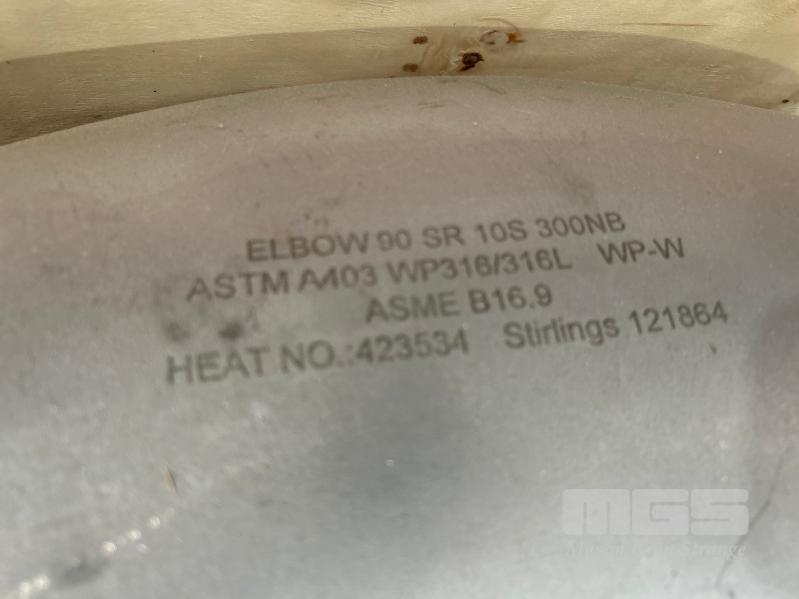 ELBOW 90 SR 10S 300NB
ASTM A403 WP316/316L WP-W
ASME B16.9
HEAT NO.:423534 Stirlings 121864
MGS